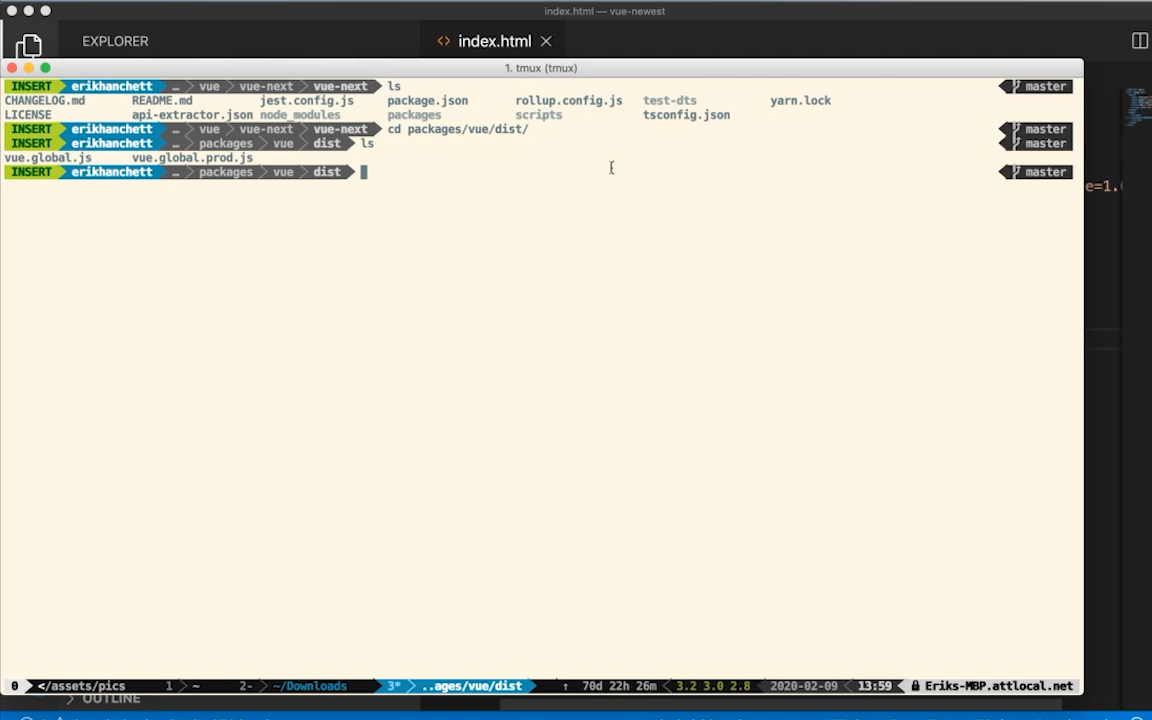 index.html — vue-newest
EXPLORER
<> index.html ×
1. tmux (tmux)
INSERT erikhanchett … vue vue-next vue-next ls master
CHANGELOG.md README.md jest.config.js package.json rollup.config.js test-dts yarn.lock
LICENSE api-extractor.json node_modules packages scripts tsconfig.json
INSERT erikhanchett … vue vue-next vue-next cd packages/vue/dist/ master
INSERT erikhanchett … packages vue dist ls master
vue.global.js vue.global.prod.js
INSERT erikhanchett … packages vue dist master
e=1.
0 </assets/pics 1 ~ 2- ~/Downloads 3* ..ages/vue/dist ↑ 70d 22h 26m 3.2 3.0 2.8 2020-02-09 13:59 Eriks-MBP.attlocal.net
OUTLINE